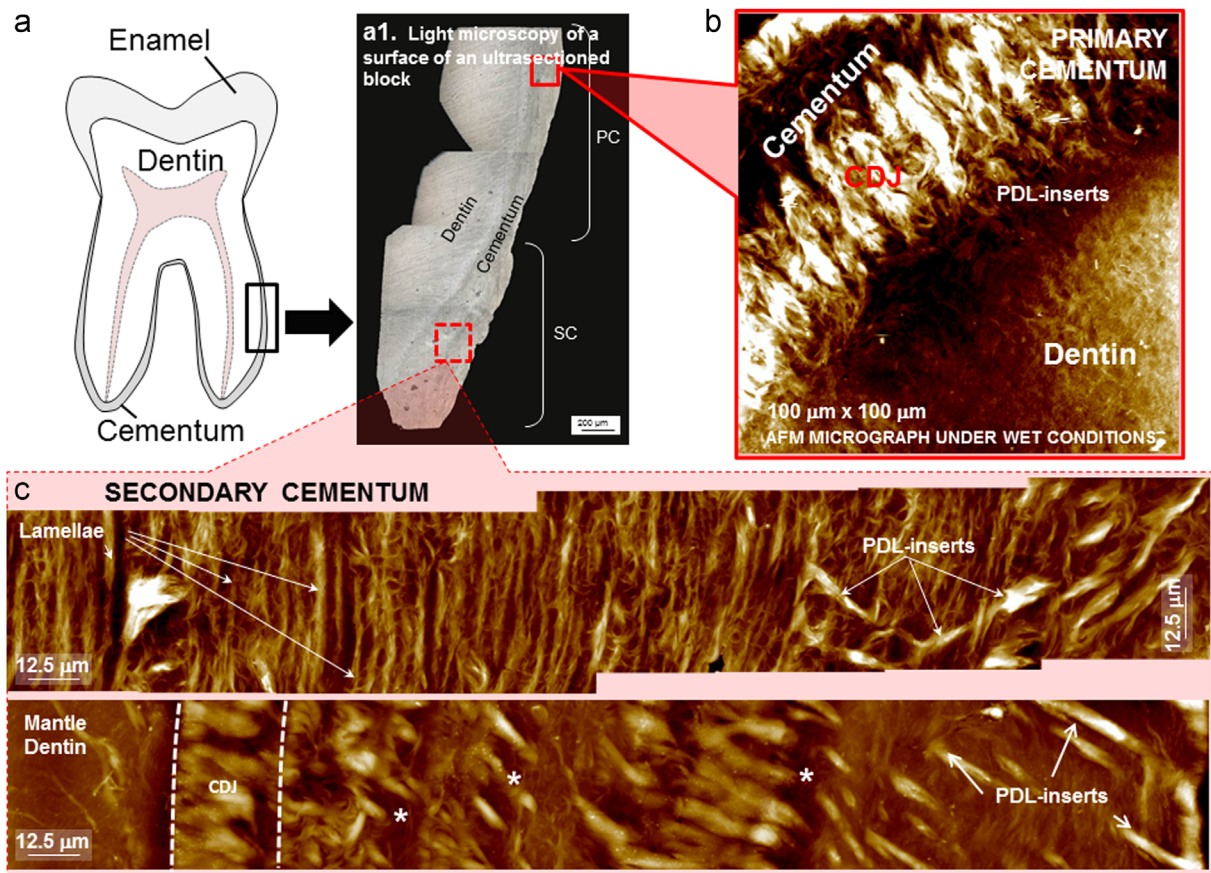 a
Enamel
Dentin
Cementum
a1. Light microscopy of a
surface of an ultrasectioned
block
PC
Dentin
Cementum
SC
200 µm
b
PRIMARY
CEMENTUM
Cementum
CDJ
PDL-inserts
Dentin
100 µm x 100 µm
AFM MICROGRAPH UNDER WET CONDITIONS
c
SECONDARY CEMENTUM
Lamellae
PDL-inserts
12.5 µm
12.5 µm
Mantle
Dentin
CDJ
*
*
*
PDL-inserts
12.5 µm